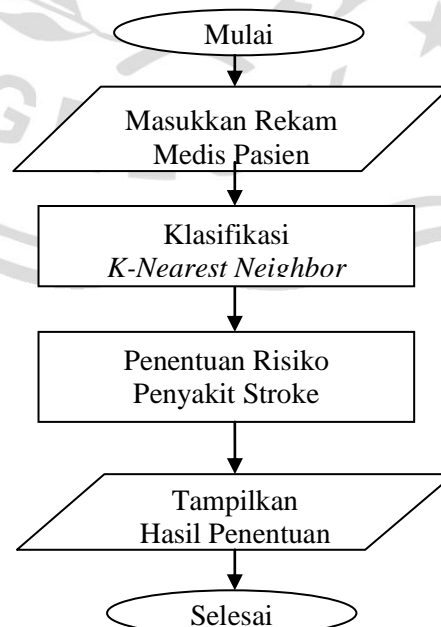 Mulai
Masukkan Rekam
Medis Pasien
Klasifikasi
K-Nearest Neighbor
Penentuan Risiko
Penyakit Stroke
Tampilkan
Hasil Penentuan
Selesai